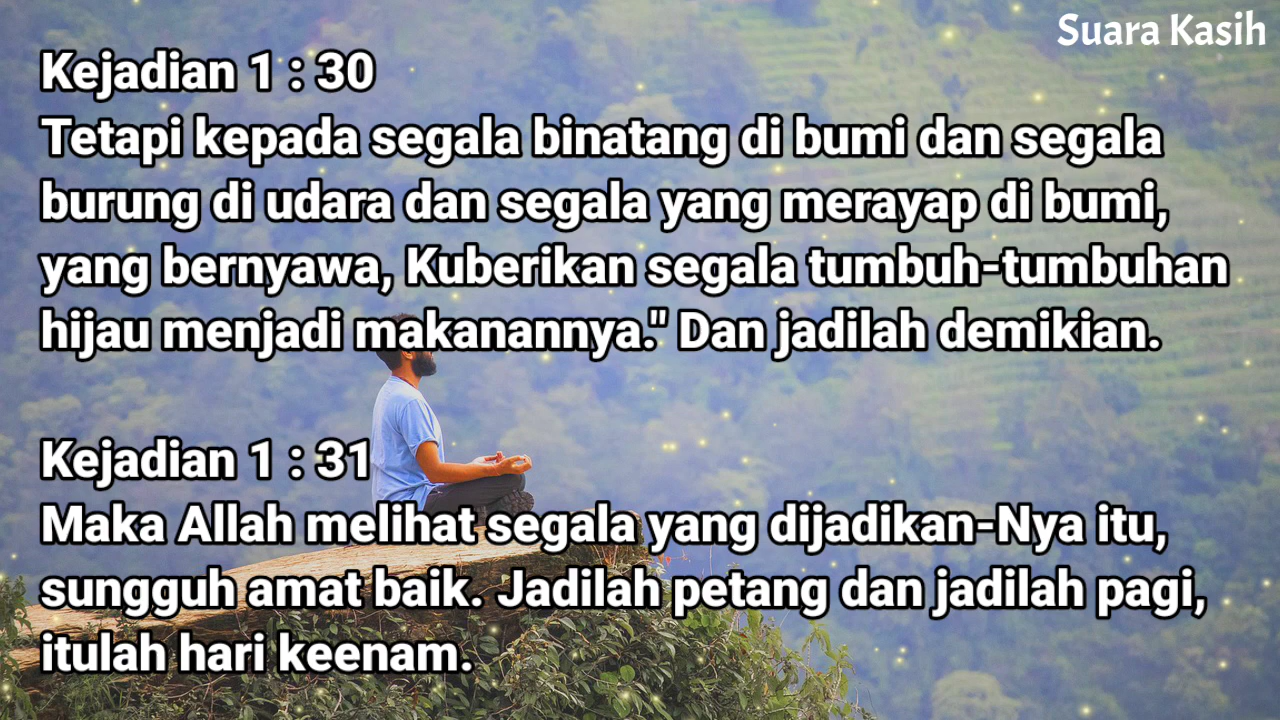 Suara Kasih
Kejadian 1 : 30
Tetapi kepada segala binatang di bumi dan segala
burung di udara dan segala yang merayap di bumi,
yang bernyawa, Kuberikan segala tumbuh-tumbuhan
hijau menjadi makanannya." Dan jadilah demikian.
Kejadian 1 : 31
Maka Allah melihat segala yang dijadikan-Nya itu,
sungguh amat baik. Jadilah petang dan jadilah pagi,
itulah hari keenam.